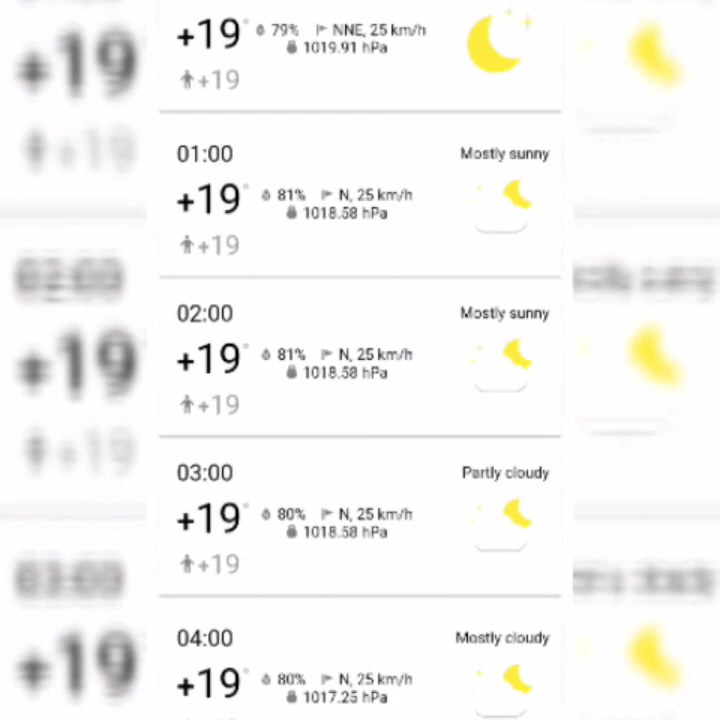 +19° 79% NNE, 25 km/h
1019.91 hPa
+19
01:00 Mostly sunny
+19° 81% N, 25 km/h
1018.58 hPa
+19
02:00 Mostly sunny
+19° 81% N, 25 km/h
1018.58 hPa
+19
03:00 Partly cloudy
+19° 80% N, 25 km/h
1018.58 hPa
+19
04:00 Mostly cloudy
+19° 80% N, 25 km/h
1017.25 hPa